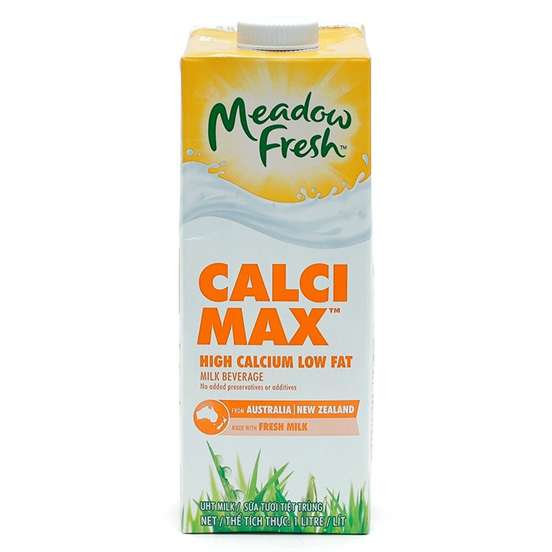 Meadow
Fresh™
CALCI
MAX™
HIGH CALCIUM LOW FAT
MILK BEVERAGE
No added preservatives or additives
FROM AUSTRALIA | NEW ZEALAND
MADE WITH FRESH MILK
UHT MILK / SỮA TƯƠI TIỆT TRÙNG
NET / THỂ TÍCH THỰC: 1 LITRE / LÍT